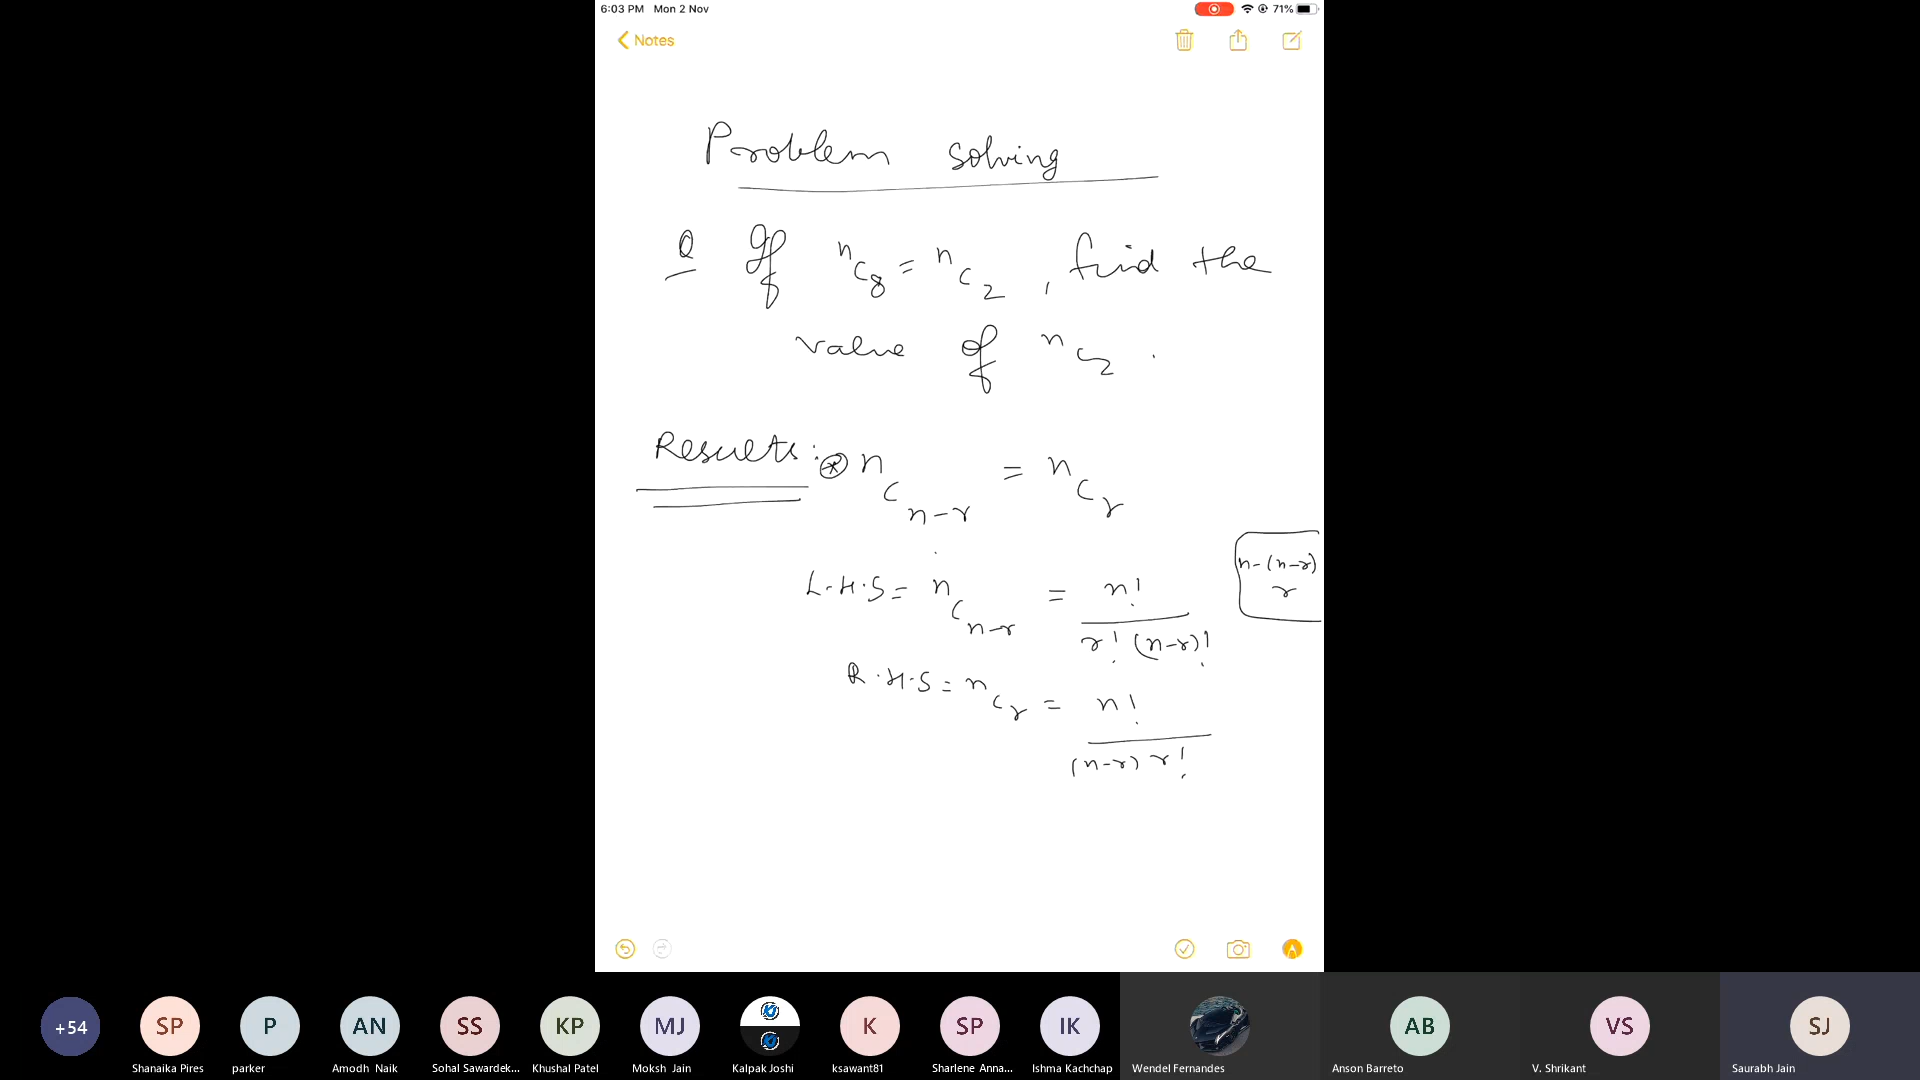 6:03 PM Mon 2 Nov 71%
Notes
Problem solving
Q If ⁿC₈ = ⁿC₂, find the
value of ⁿC₂.
Results: ⊛ ⁿCₙ₋ᵣ = ⁿCᵣ
n-(n-r)
r
L.H.S = ⁿCₙ₋ᵣ = n! / r! (n-r)!
R.H.S = ⁿCᵣ = n! / (n-r) r!
+54 SP P AN SS KP MJ K SP IK AB VS SJ
Shanaika Pires parker Amodh Naik Sohal Sawardek... Khushal Patel Moksh Jain Kalpak Joshi ksawant81 Sharlene Anna... Ishma Kachchap Wendel Fernandes Anson Barreto V. Shrikant Saurabh Jain